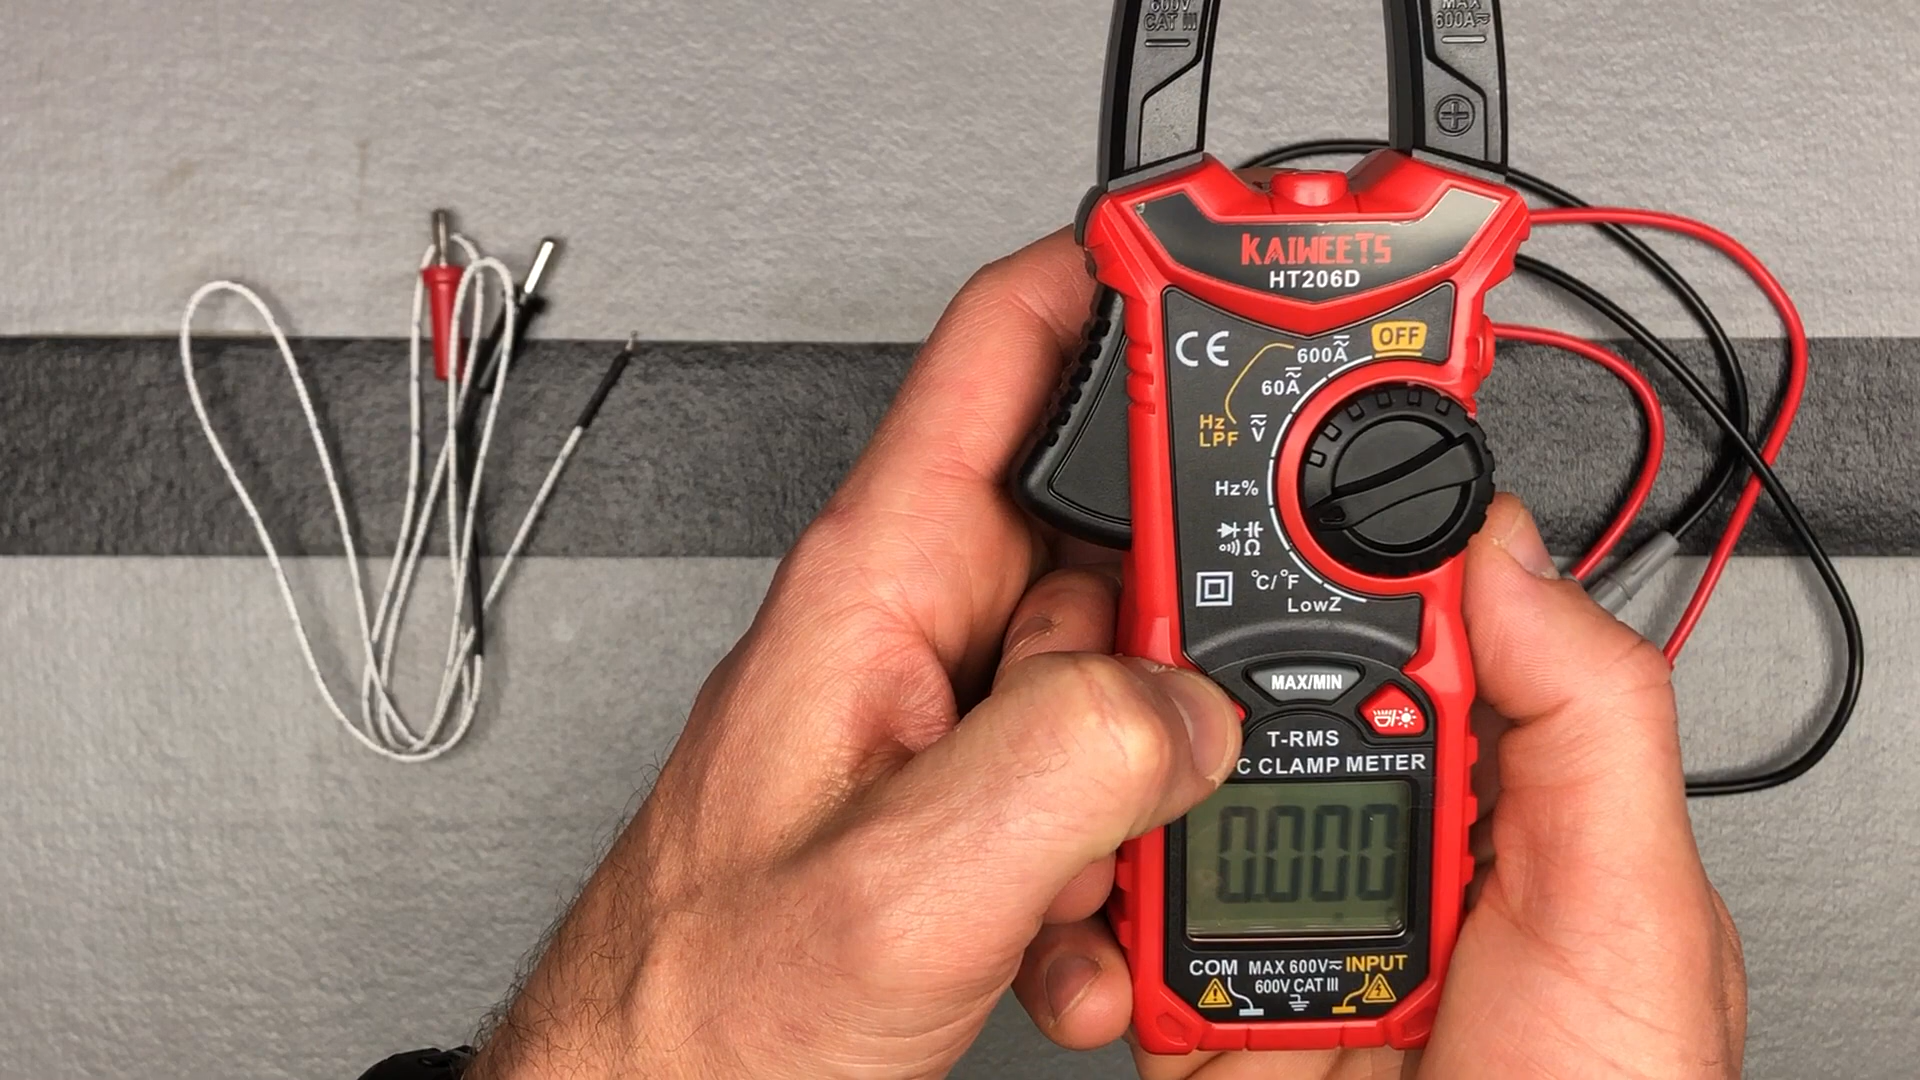 600V
CAT III
MAX
600A
KAIWEETS
HT206D
CE
OFF
600A
60A
Hz
LPF
V
Hz%
Ω
°C/°F
LowZ
MAX/MIN
T-RMS
C CLAMP METER
0.000
COM MAX 600V INPUT
600V CAT III